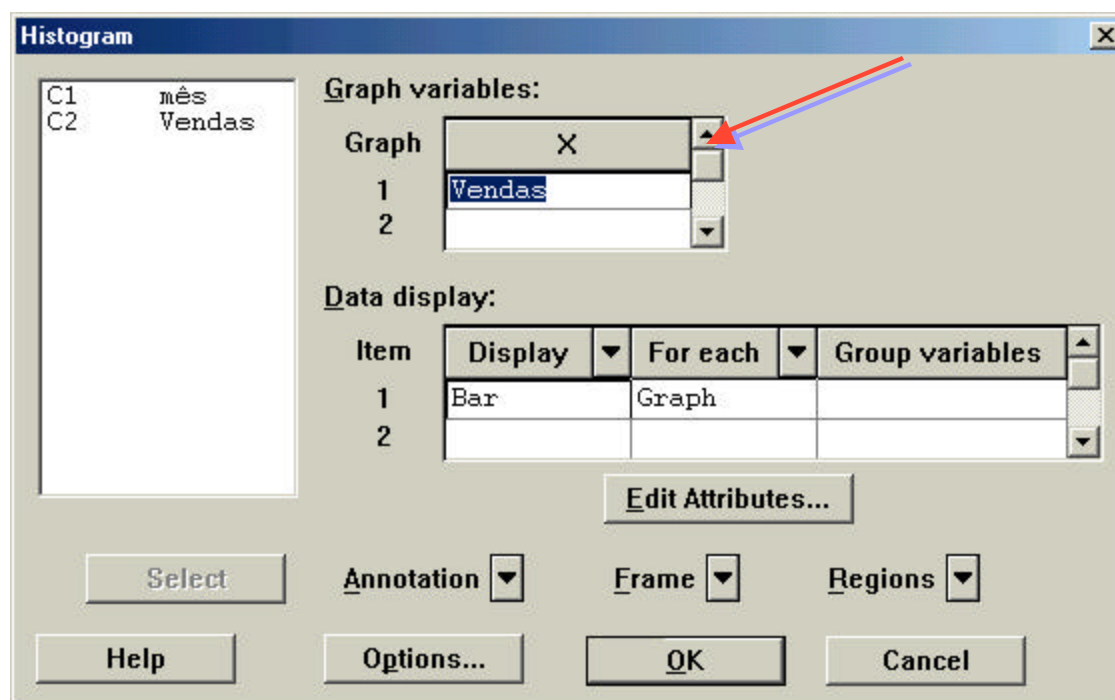 Histogram
C1 mês
C2 Vendas
Graph variables:
Graph X
1 Vendas
2
Data display:
Item Display For each Group variables
1 Bar Graph
2
Edit Attributes...
Select Annotation Frame Regions
Help Options... OK Cancel